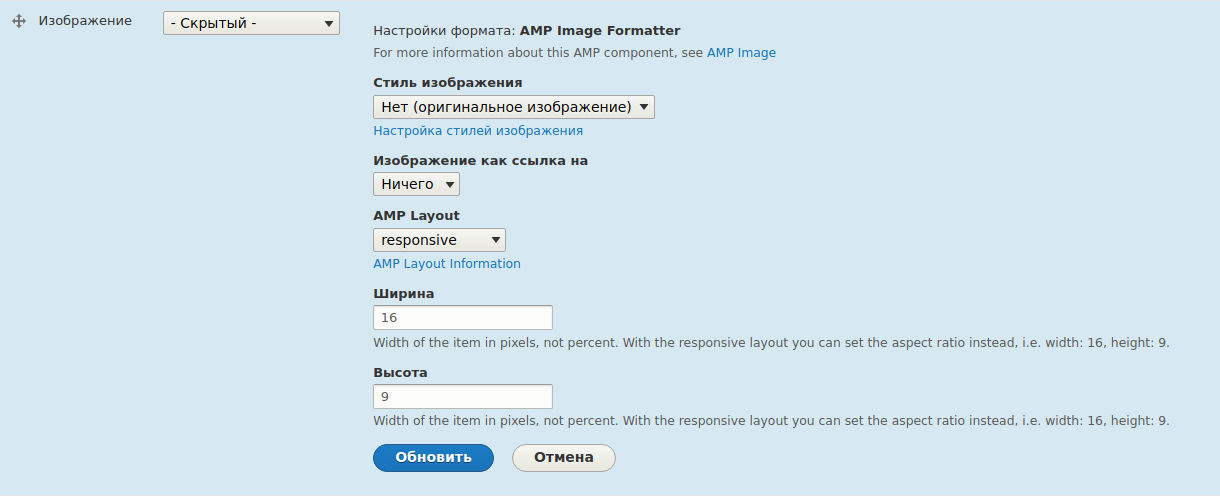 Изображение
- Скрытый -
Настройки формата: AMP Image Formatter
For more information about this AMP component, see AMP Image
Стиль изображения
Нет (оригинальное изображение)
Настройка стилей изображения
Изображение как ссылка на
Ничего
AMP Layout
responsive
AMP Layout Information
Ширина
16
Width of the item in pixels, not percent. With the responsive layout you can set the aspect ratio instead, i.e. width: 16, height: 9.
Высота
9
Width of the item in pixels, not percent. With the responsive layout you can set the aspect ratio instead, i.e. width: 16, height: 9.
Обновить
Отмена